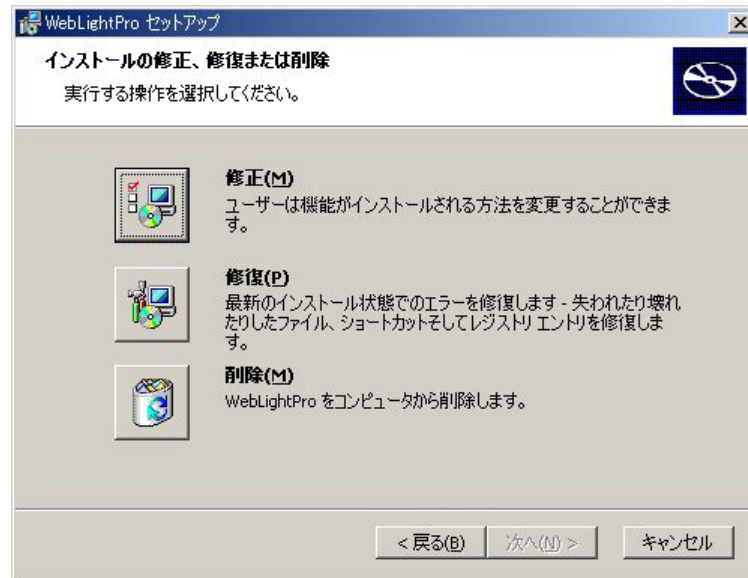 WebLightPro セットアップ
インストールの修正、修復または削除
実行する操作を選択してください。
修正(M)
ユーザーは機能がインストールされる方法を変更することができま
す。
修復(P)
最新のインストール状態でのエラーを修復します - 失われたり壊れ
たりしたファイル、ショートカットそしてレジストリ エントリを修復しま
す。
削除(M)
WebLightPro をコンピュータから削除します。
< 戻る(B)
次へ(N) >
キャンセル